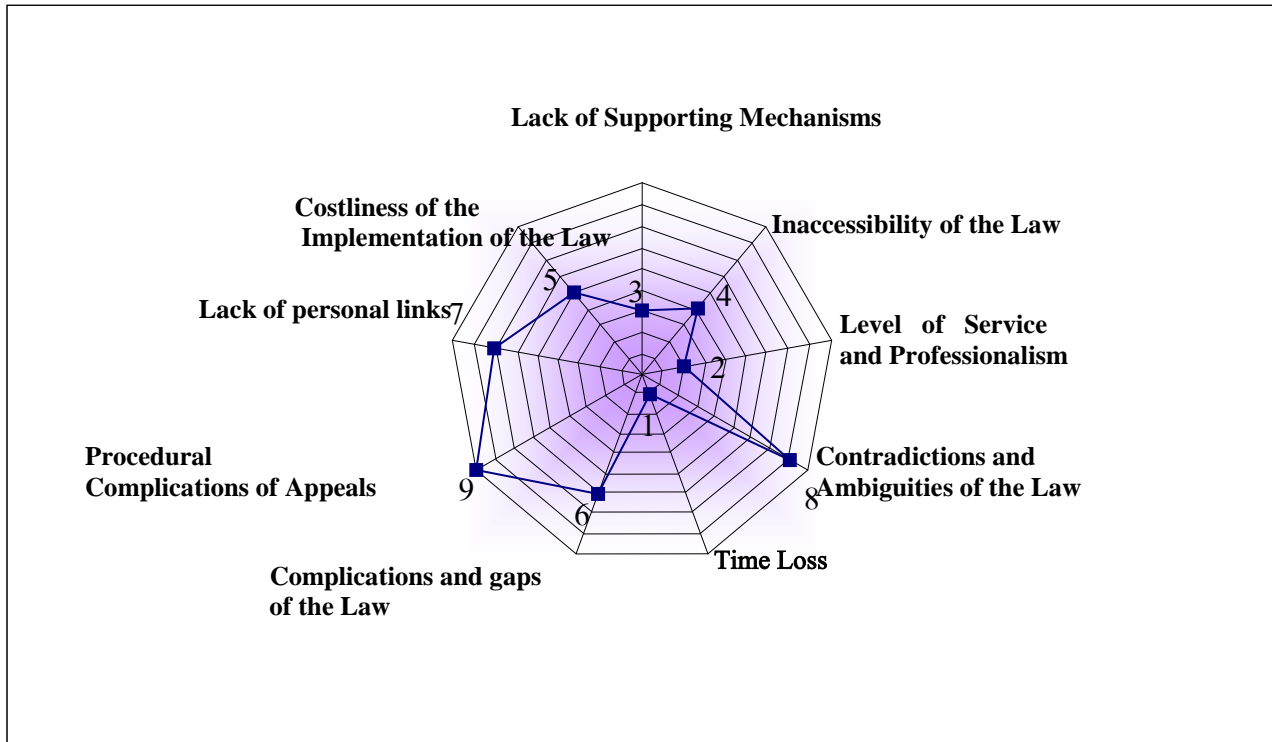 Lack of Supporting Mechanisms
Costliness of the
Implementation of the Law
Inaccessibility of the Law
5
3
4
Lack of personal links
7
Level of Service
and Professionalism
2
1
Procedural
Complications of Appeals
9
Contradictions and
Ambiguities of the Law
8
6
Time Loss
Complications and gaps
of the Law